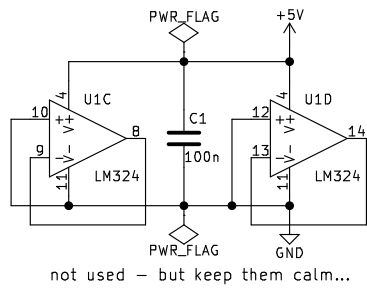 PWR_FLAG
+5V
4
U1C
10
+
V+
8
9
-
V-
11
LM324
C1
100n
4
U1D
12
+
V+
14
13
-
V-
11
LM324
PWR_FLAG
GND
not used - but keep them calm...